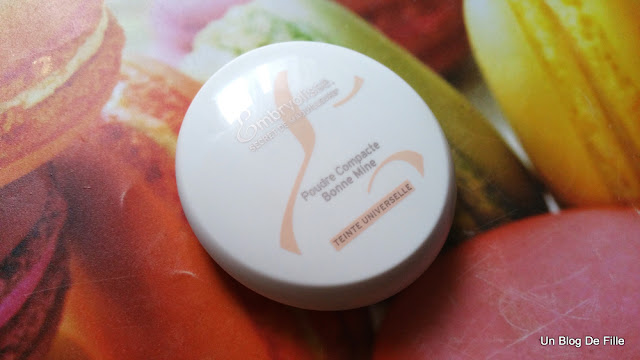 Embryolisse
Poudre Compacte
Bonne Mine
TEINTE UNIVERSELLE
Un Blog De Fille